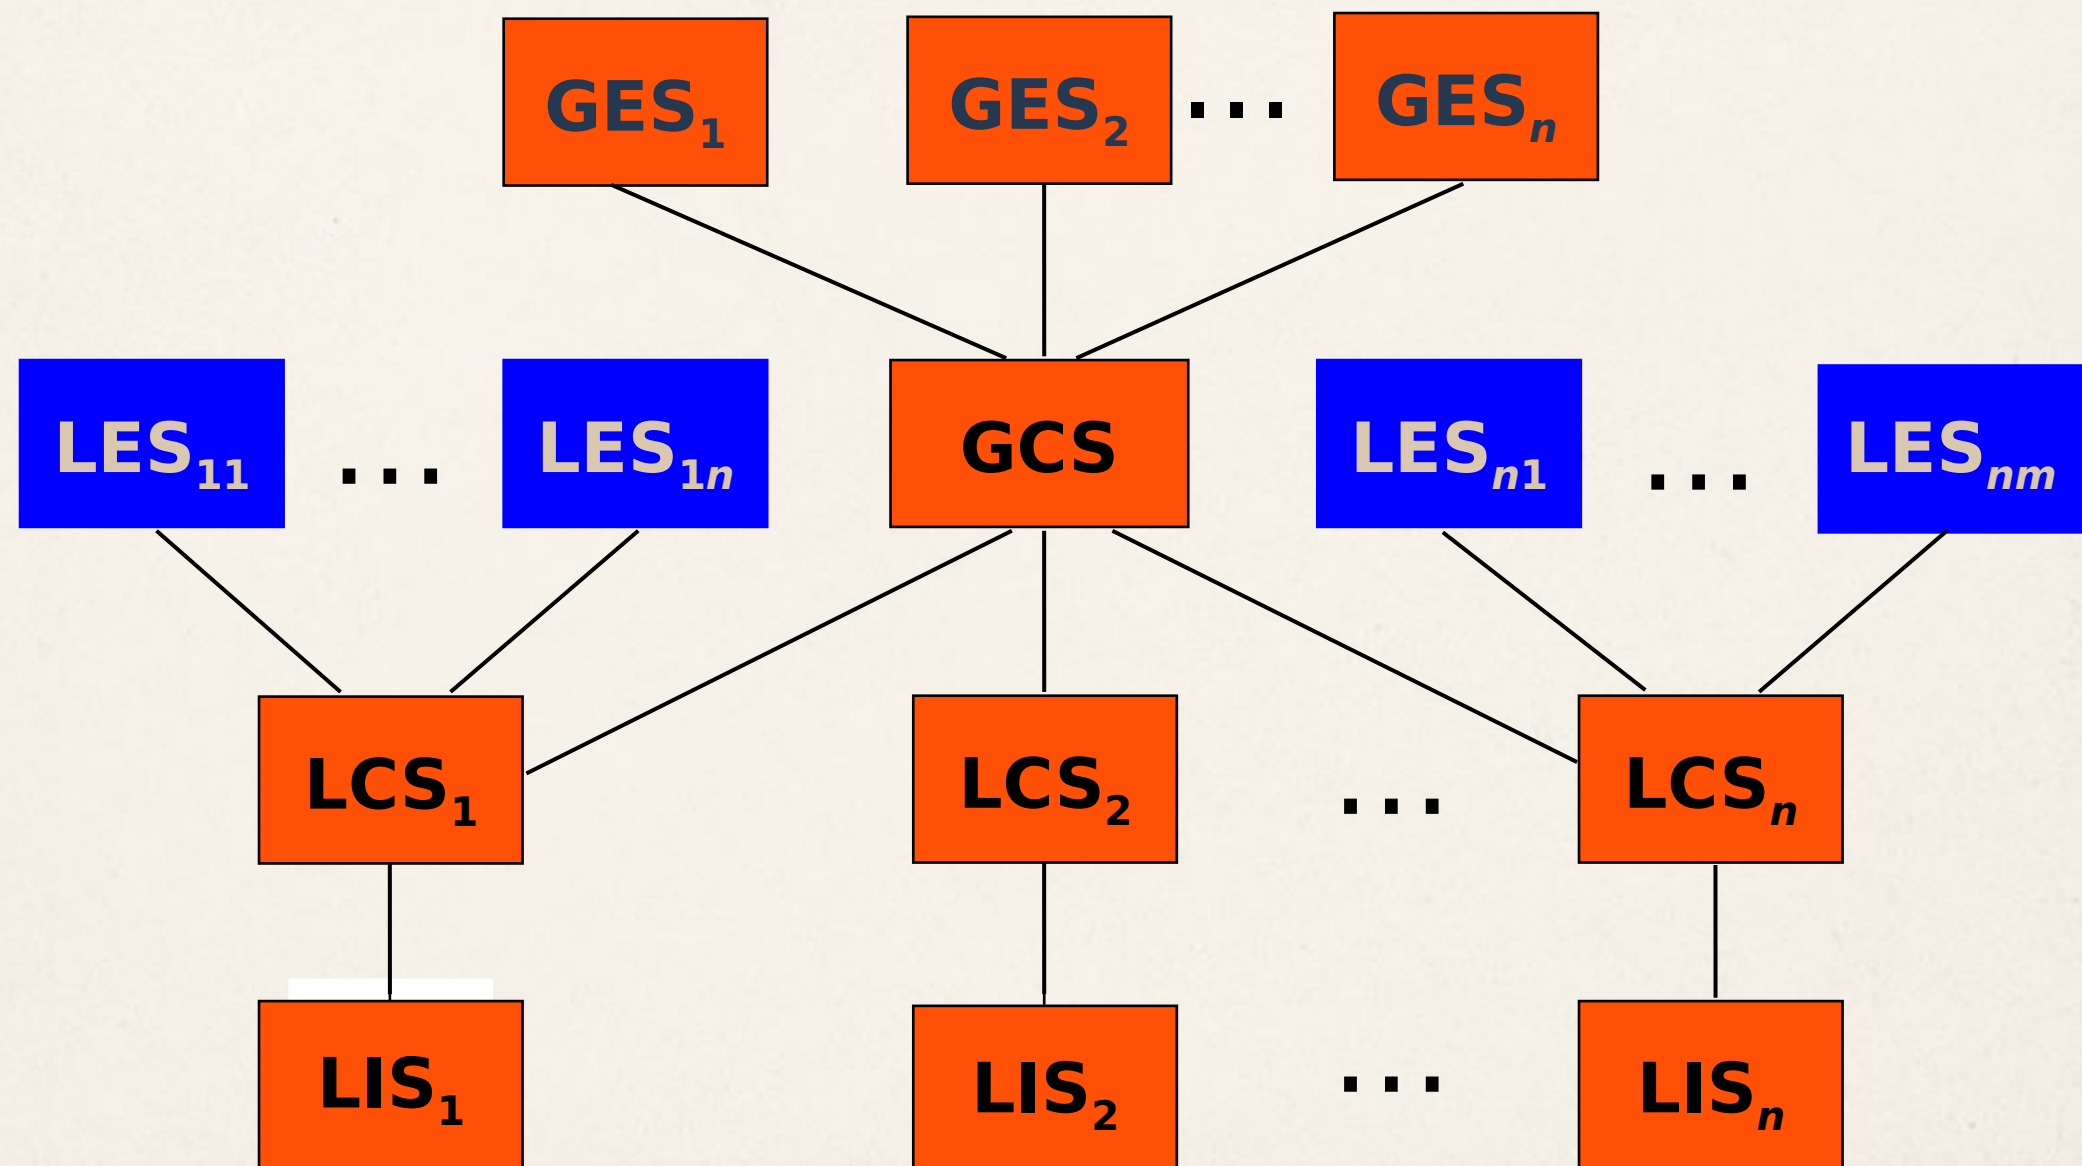 GES₁ GES₂ ... GESₙ
LES₁₁ ... LES₁ₙ GCS LESₙ₁ ... LESₙₘ
LCS₁ LCS₂ ... LCSₙ
LIS₁ LIS₂ ... LISₙ